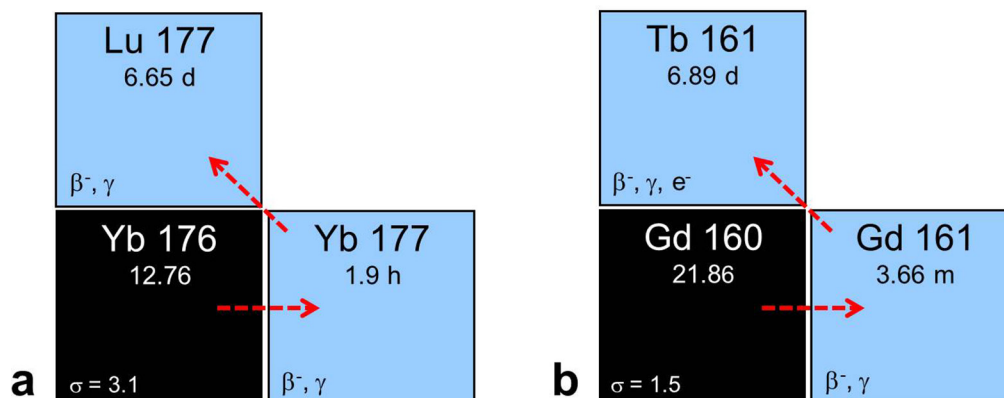 Lu 177
6.65 d
β⁻, γ
Yb 176
12.76
σ = 3.1
Yb 177
1.9 h
β⁻, γ
a
Tb 161
6.89 d
β⁻, γ, e⁻
Gd 160
21.86
σ = 1.5
Gd 161
3.66 m
β⁻, γ
b